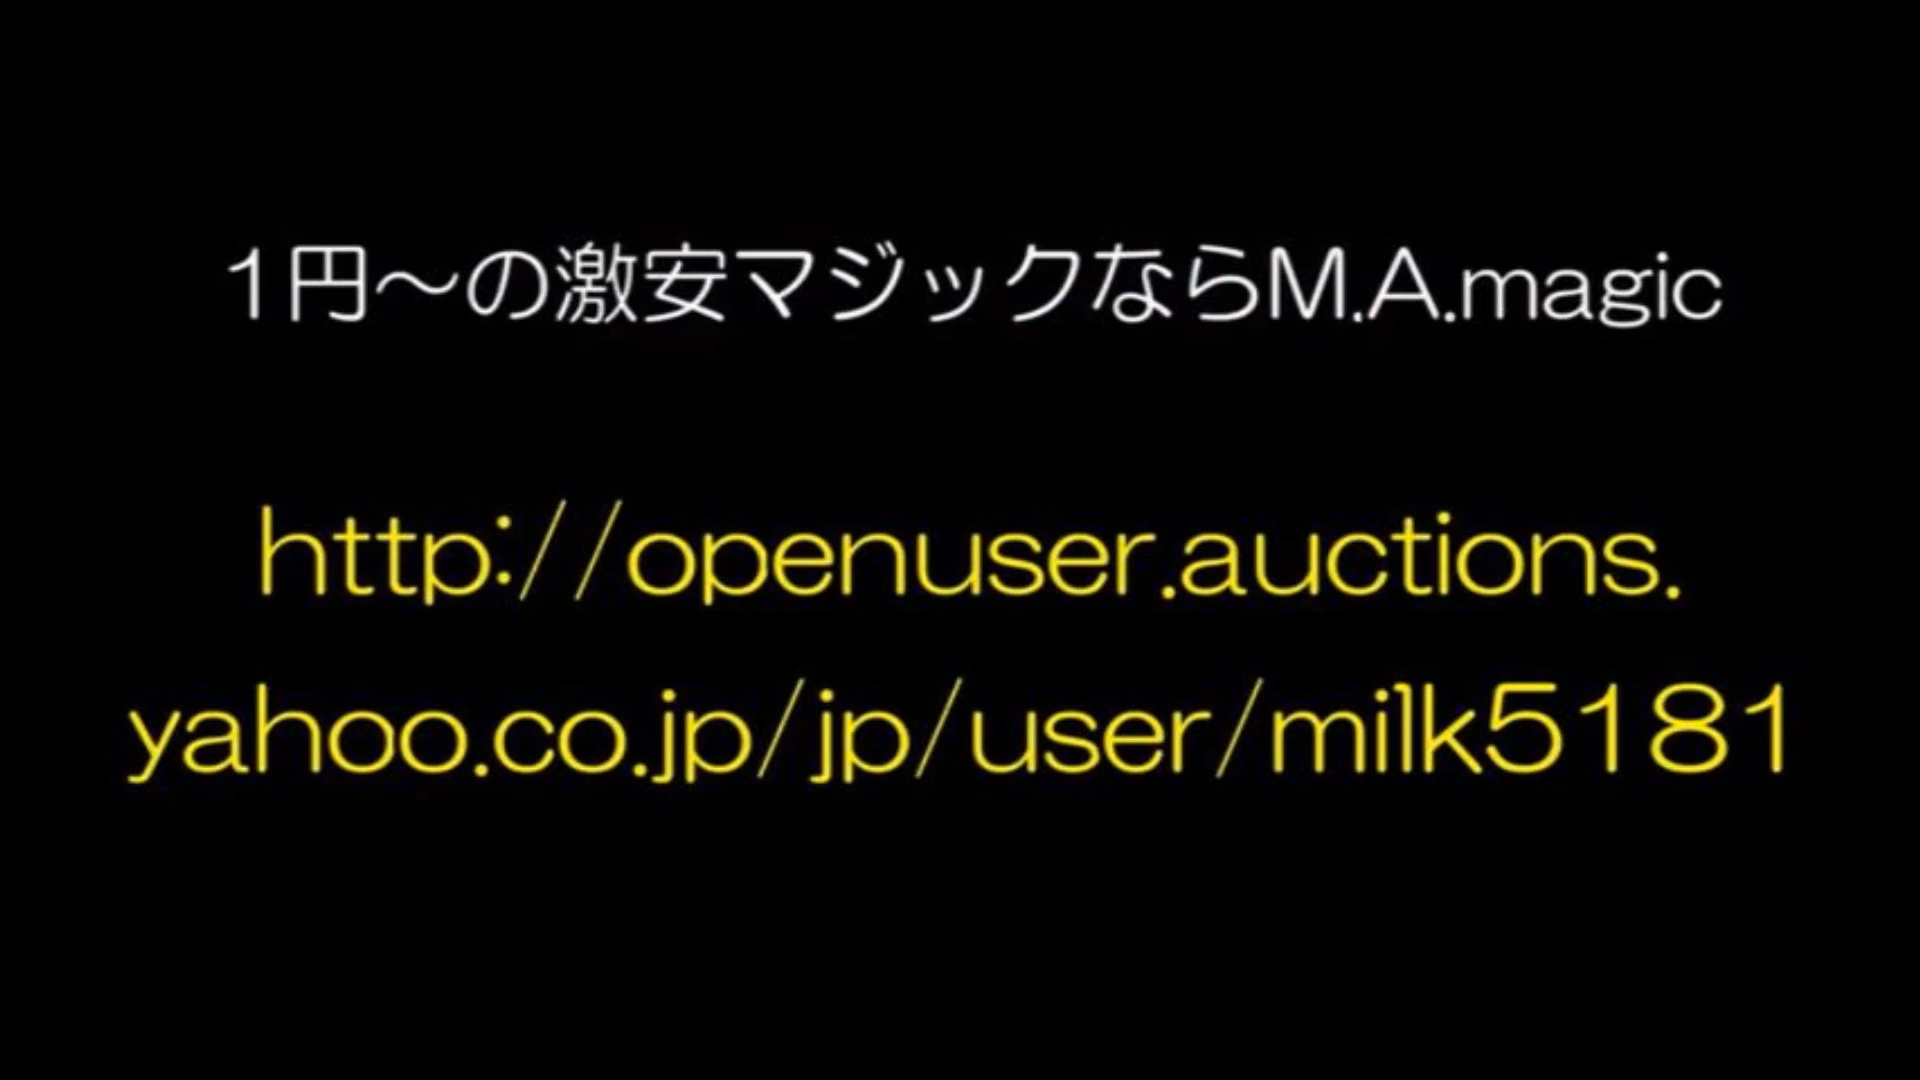 1円～の激安マジックならM.A.magic
http://openuser.auctions.
yahoo.co.jp/jp/user/milk5181